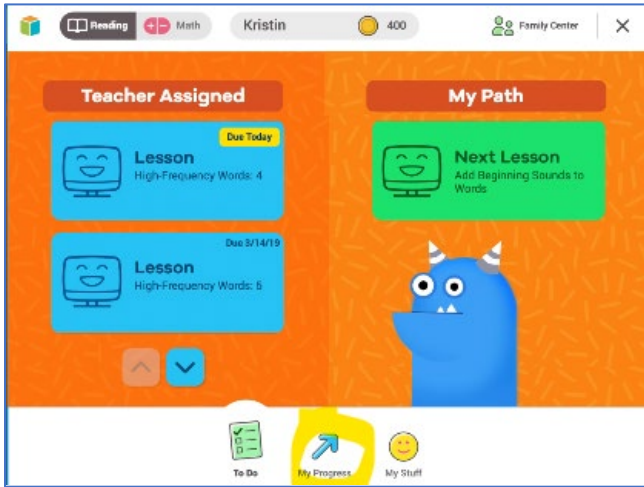 Reading
Math
Kristin
400
Family Center
Teacher Assigned
My Path
Due Today
Lesson
High-Frequency Words: 4
Next Lesson
Add Beginning Sounds to
Words
Due 3/14/19
Lesson
High-Frequency Words: 5
To Do
My Progress
My Stuff